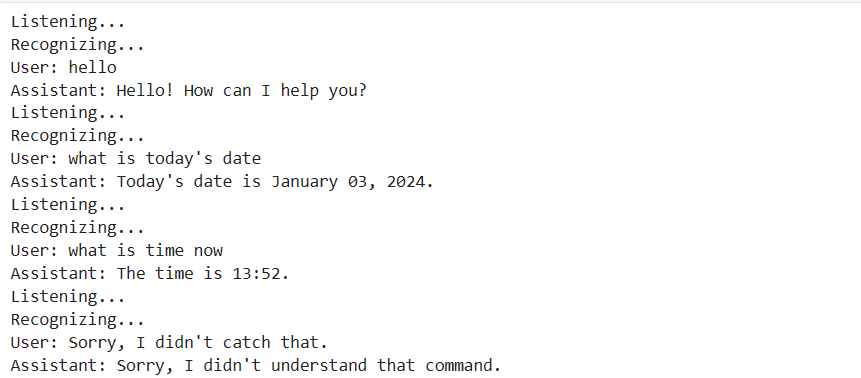 Listening...
Recognizing...
User: hello
Assistant: Hello! How can I help you?
Listening...
Recognizing...
User: what is today's date
Assistant: Today's date is January 03, 2024.
Listening...
Recognizing...
User: what is time now
Assistant: The time is 13:52.
Listening...
Recognizing...
User: Sorry, I didn't catch that.
Assistant: Sorry, I didn't understand that command.